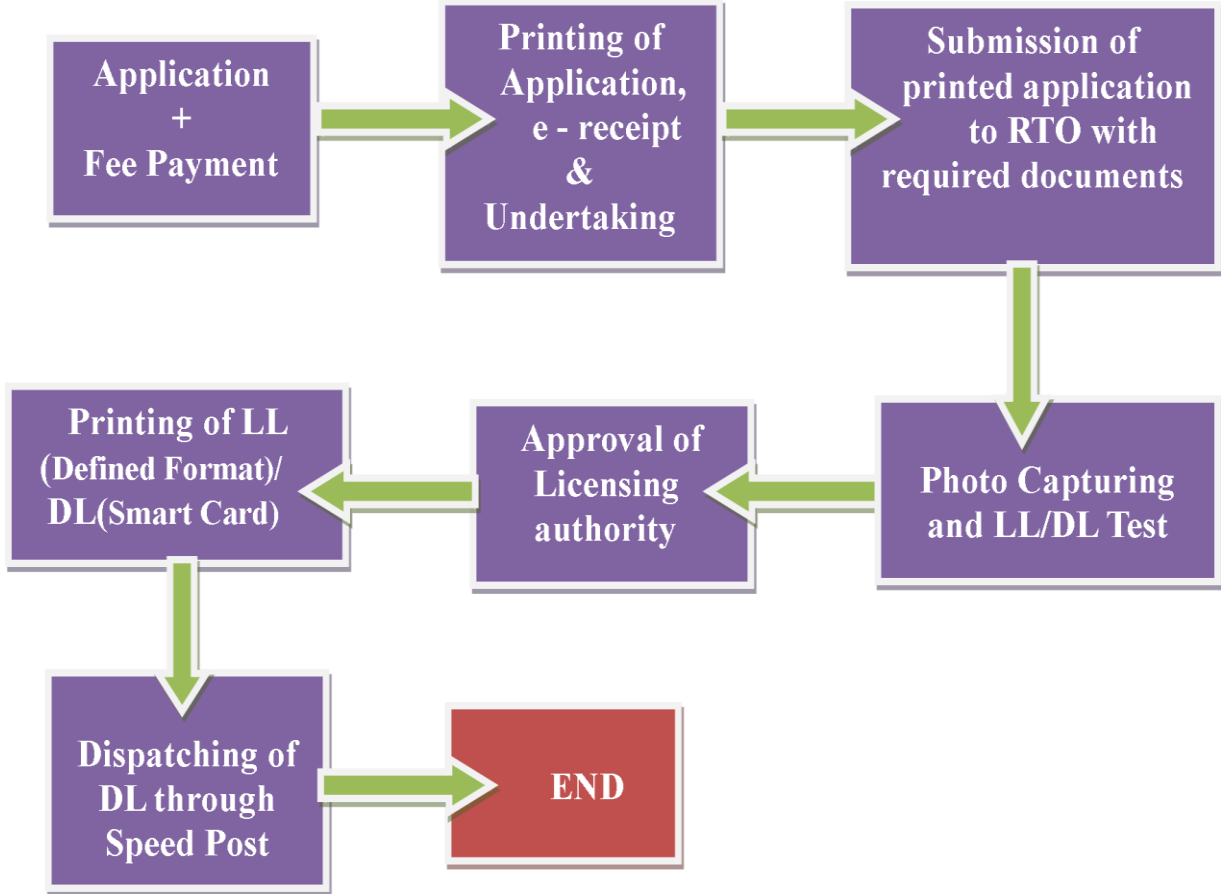 Application
+
Fee Payment
Printing of
Application,
e - receipt
&
Undertaking
Submission of
printed application
to RTO with
required documents
Photo Capturing
and LL/DL Test
Approval of
Licensing
authority
Printing of LL
(Defined Format)/
DL(Smart Card)
Dispatching of
DL through
Speed Post
END